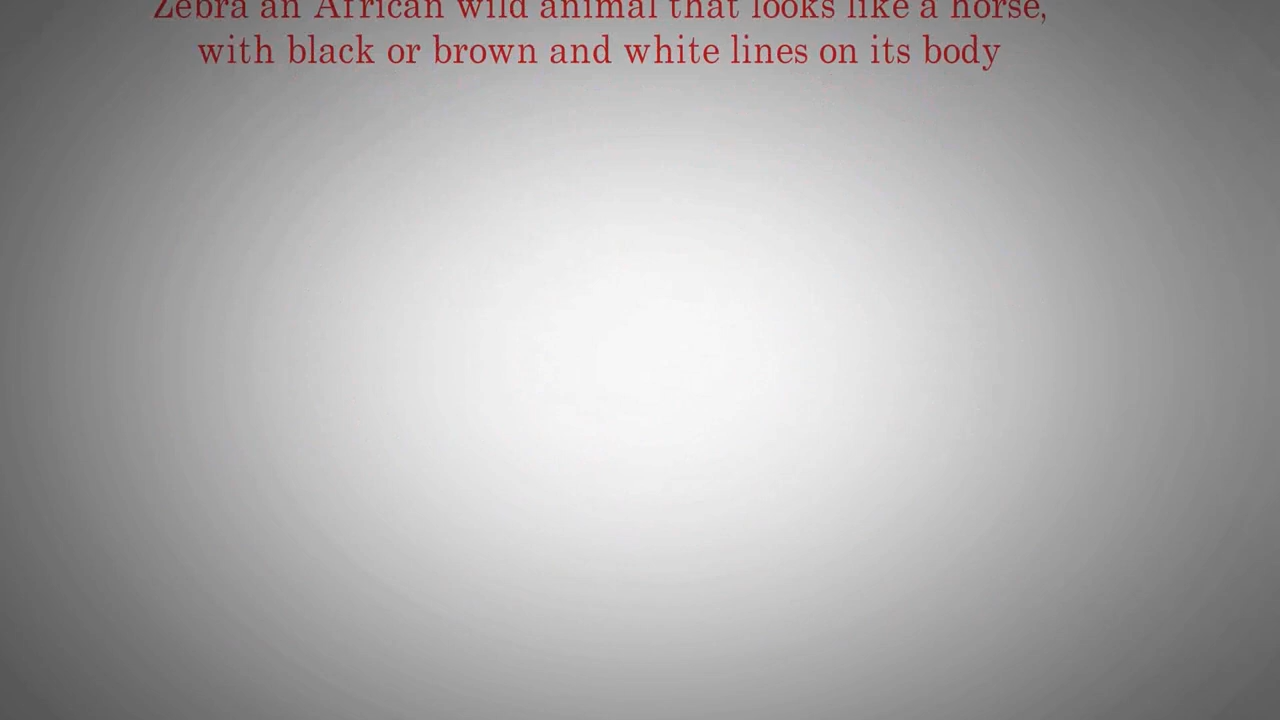 Zebra an African wild animal that looks like a horse,
with black or brown and white lines on its body